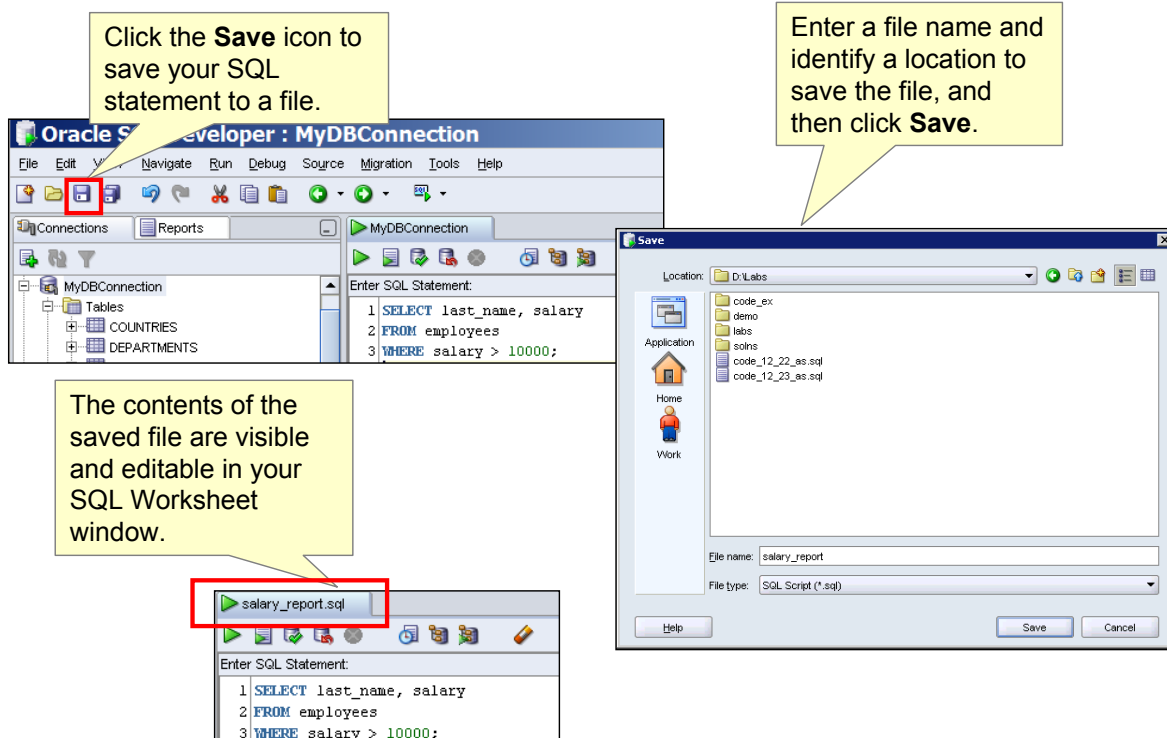 Click the Save icon to
save your SQL
statement to a file.
Enter a file name and
identify a location to
save the file, and
then click Save.
Oracle S eveloper : MyDBConnection
File Edit Navigate Run Debug Source Migration Tools Help
Connections Reports
MyDBConnection
MyDBConnection
Tables
COUNTRIES
DEPARTMENTS
Enter SQL Statement:
1 SELECT last_name, salary
2 FROM employees
3 WHERE salary > 10000;
Save
Location: D:\Labs
Application
Home
Work
code_ex
demo
labs
solns
code_12_22_as.sql
code_12_23_as.sql
File name: salary_report
File type: SQL Script (*.sql)
Help
Save Cancel
The contents of the
saved file are visible
and editable in your
SQL Worksheet
window.
salary_report.sql
Enter SQL Statement:
1 SELECT last_name, salary
2 FROM employees
3 WHERE salary > 10000;